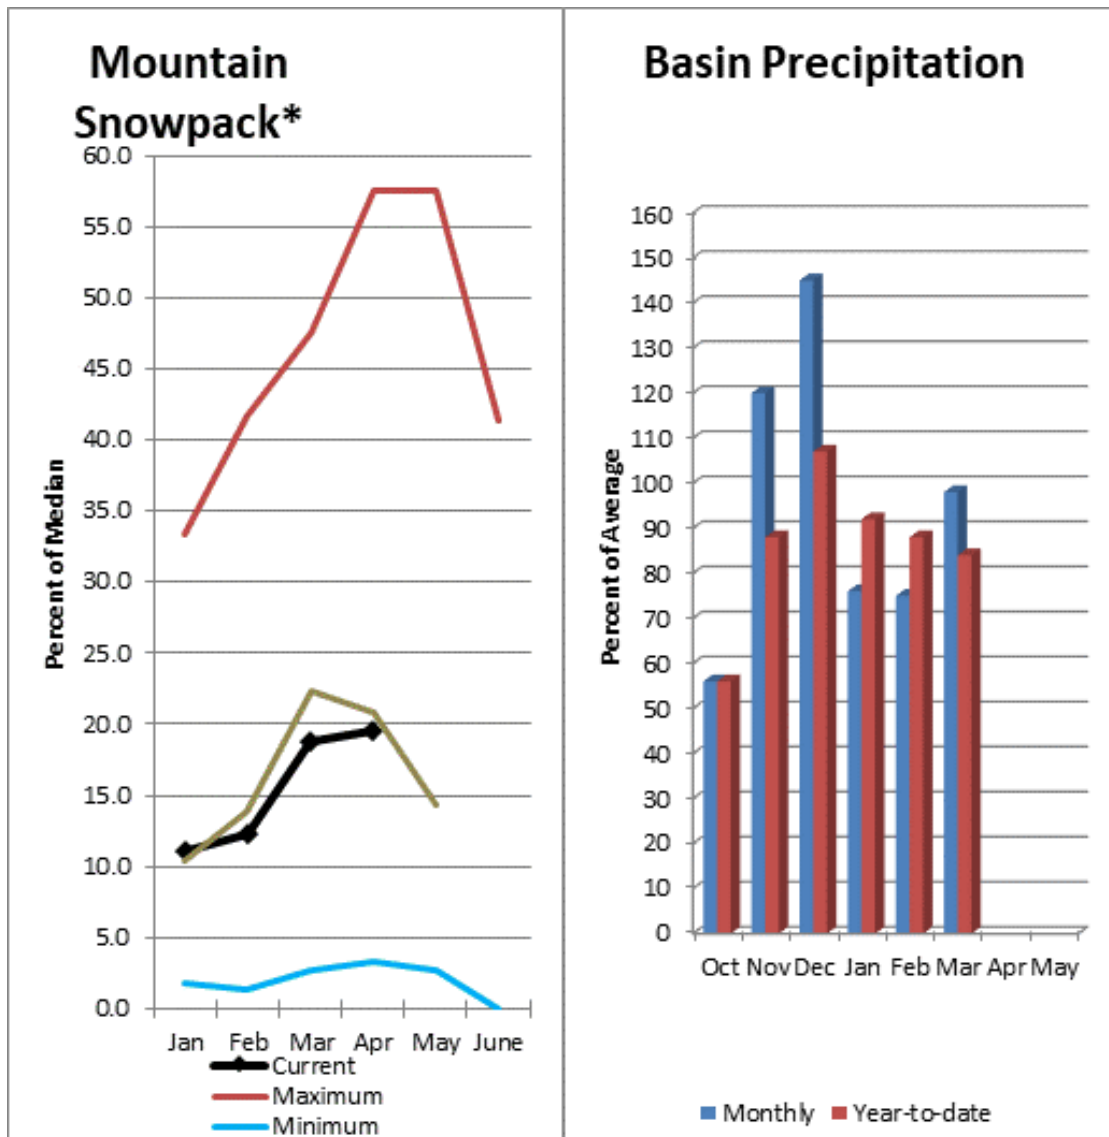 Mountain
Snowpack*
60.0
55.0
50.0
45.0
40.0
35.0
30.0
25.0
20.0
15.0
10.0
5.0
0.0
Percent of Median
Jan Feb Mar Apr May June
Current
Maximum
Minimum
Basin Precipitation
160
150
140
130
120
110
100
90
80
70
60
50
40
30
20
10
0
Percent of Average
Oct Nov Dec Jan Feb Mar Apr May
Monthly Year-to-date